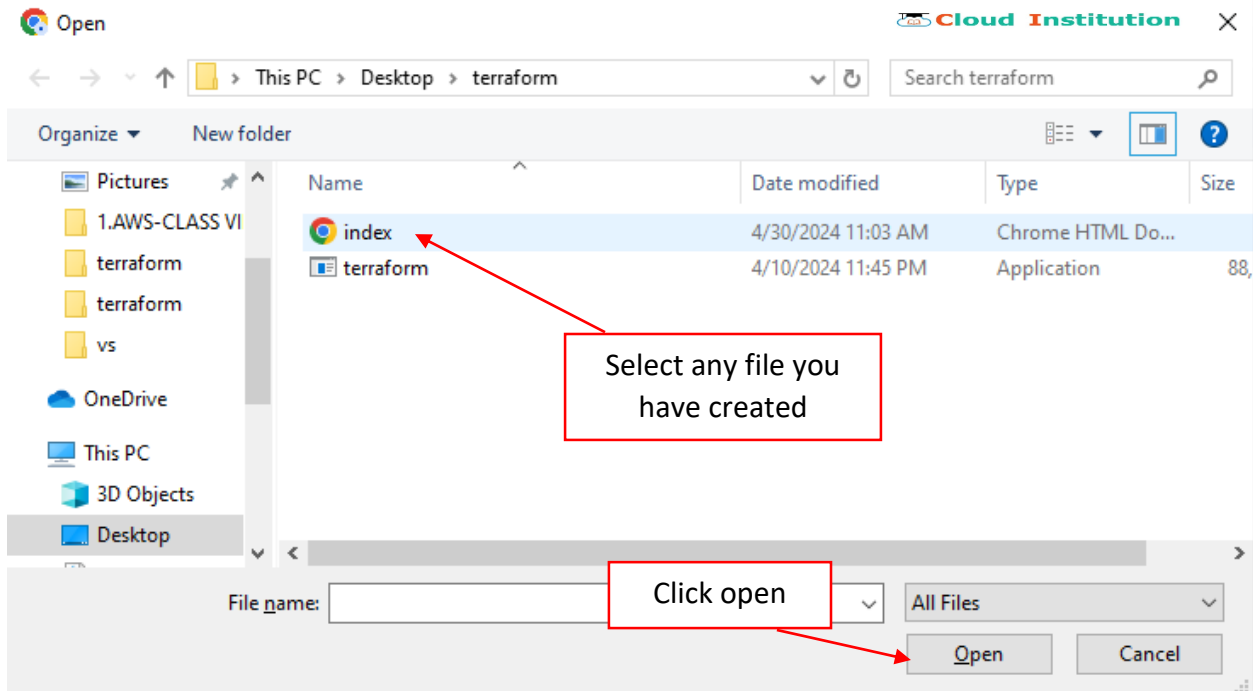 Open
Cloud Institution
This PC > Desktop > terraform
Search terraform
Organize
New folder
Name
Date modified
Type
Size
Pictures
1.AWS-CLASS VI
terraform
terraform
vs
OneDrive
This PC
3D Objects
Desktop
index
4/30/2024 11:03 AM
Chrome HTML Do...
terraform
4/10/2024 11:45 PM
Application
88,
Select any file you
have created
Click open
File name:
All Files
Open
Cancel